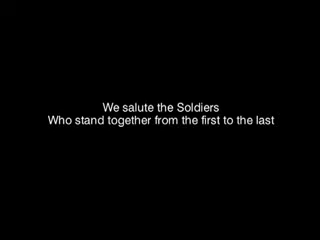 We salute the Soldiers
Who stand together from the first to the last